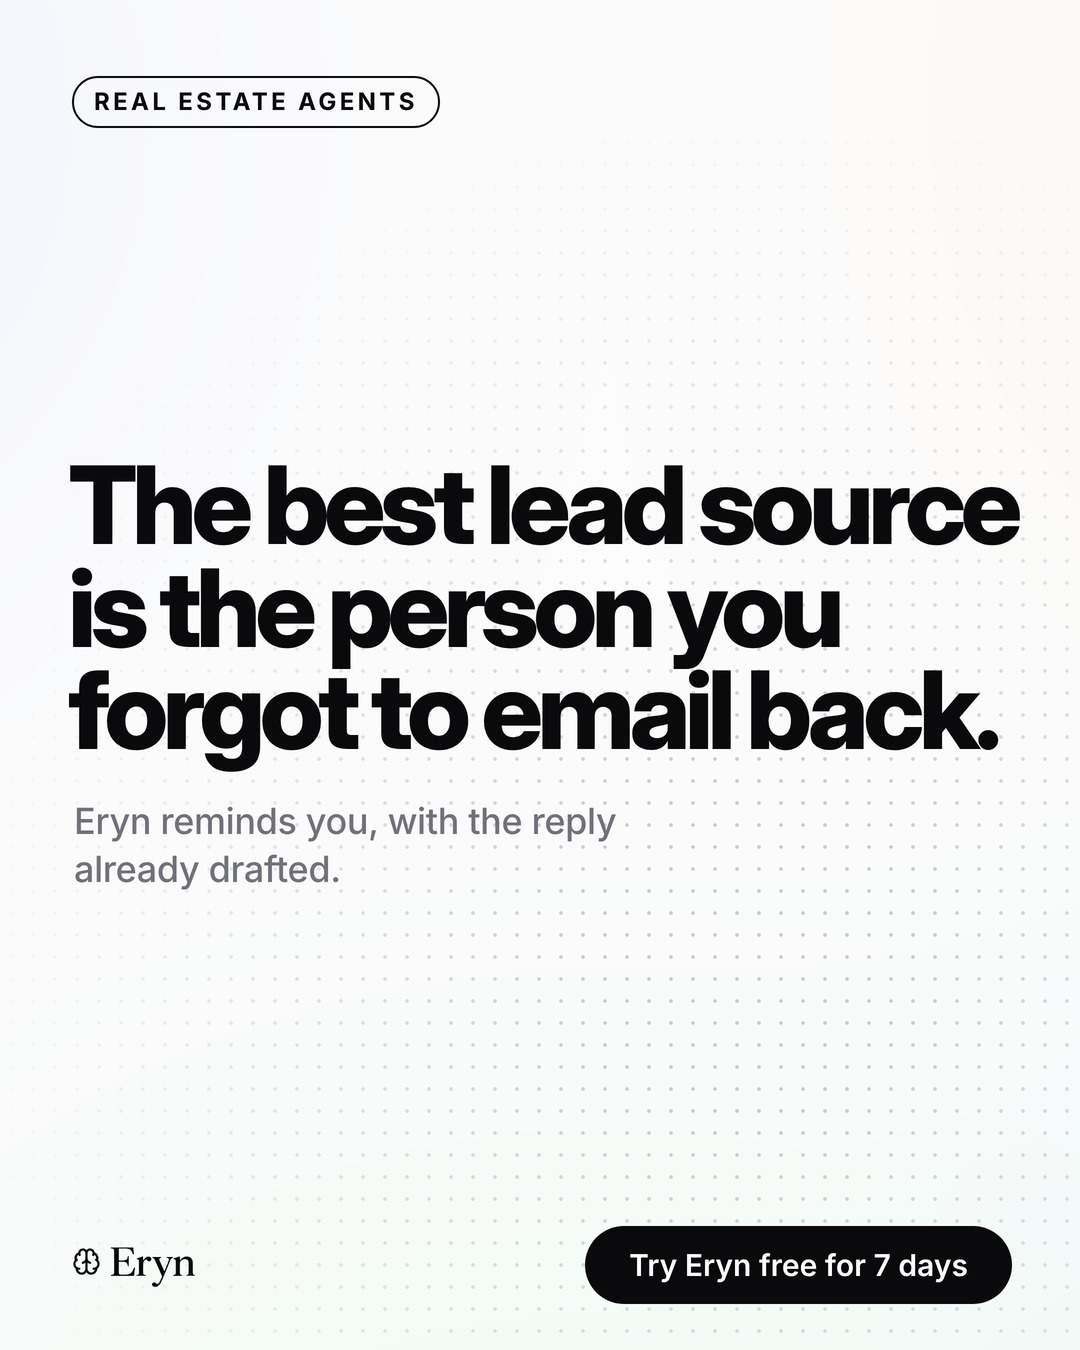 REAL ESTATE AGENTS
The best lead source
is the person you
forgot to email back.
Eryn reminds you, with the reply
already drafted.
Eryn
Try Eryn free for 7 days